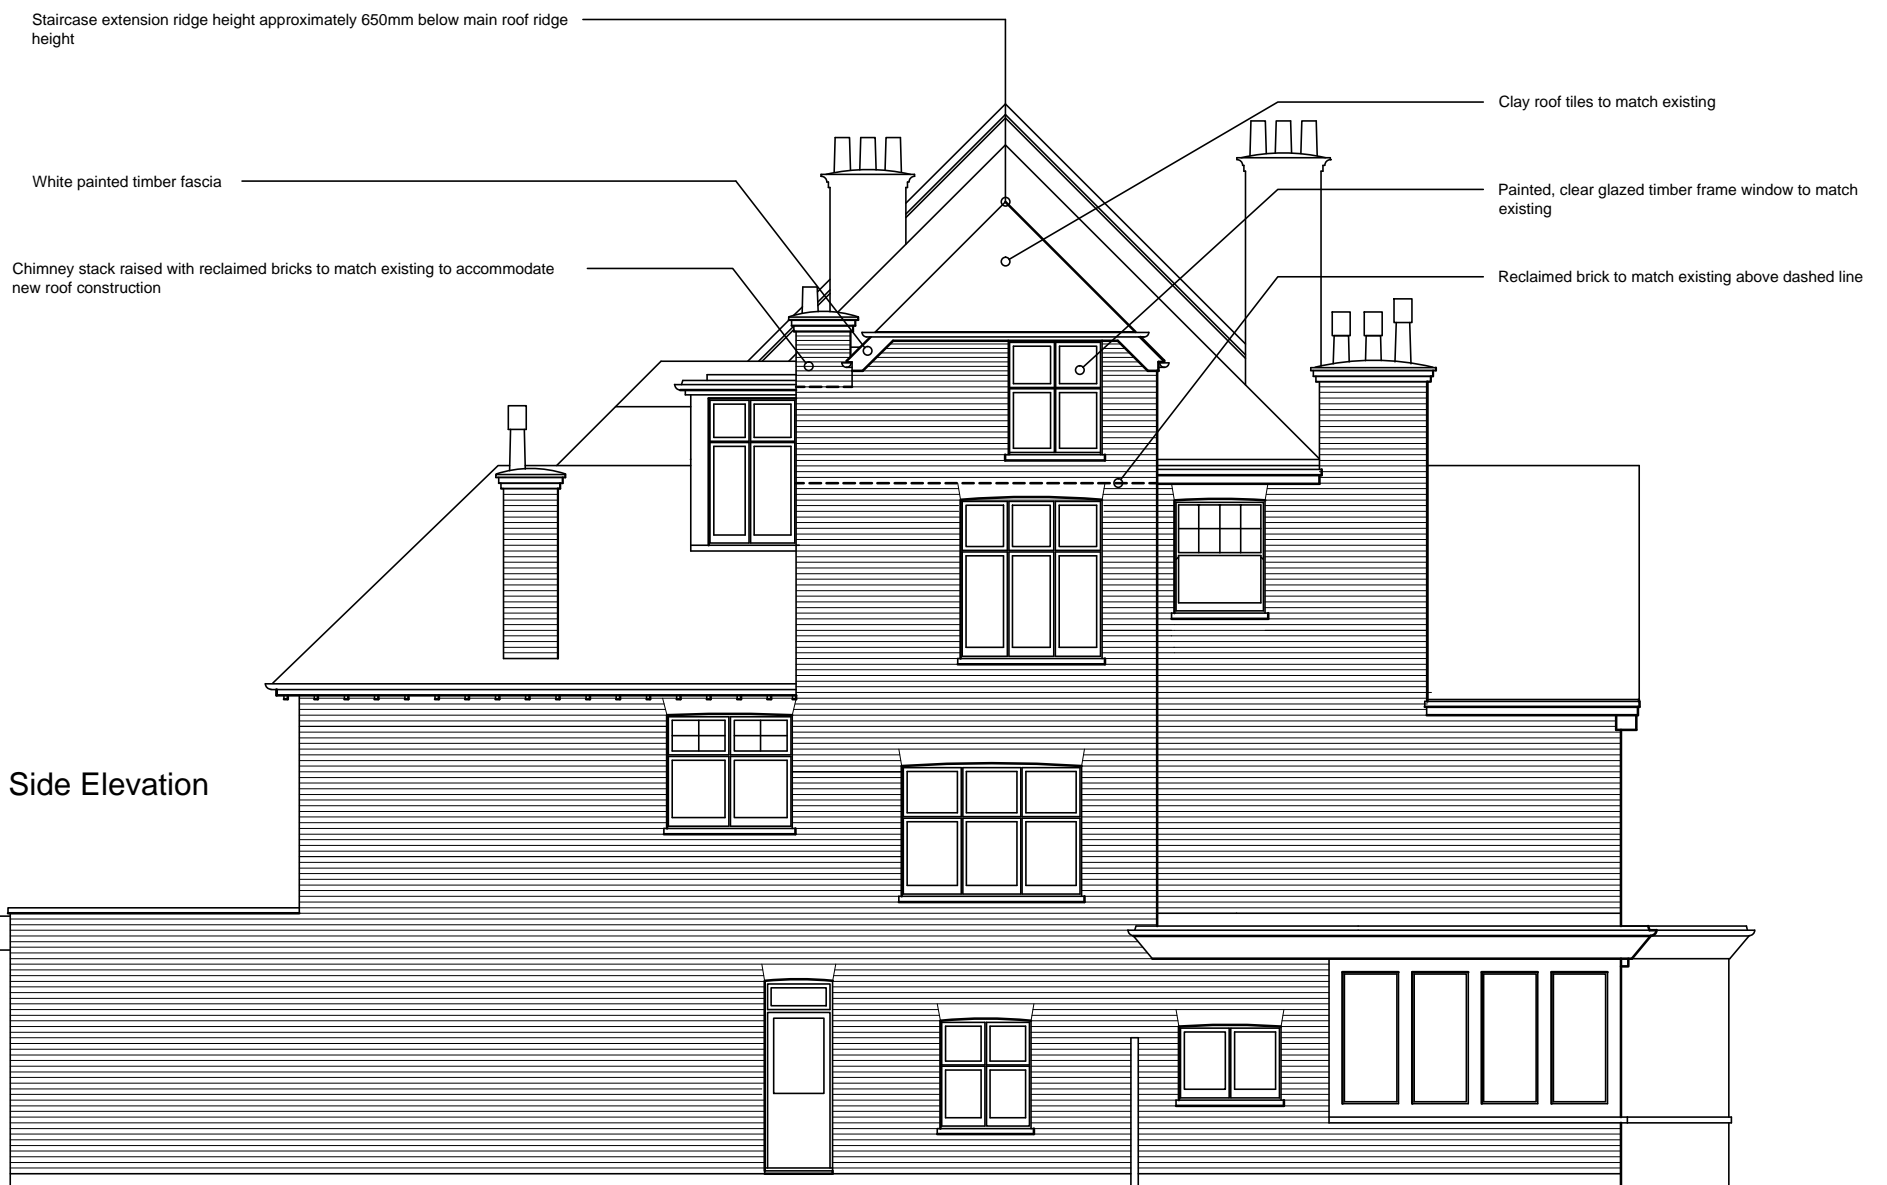 Staircase extension ridge height approximately 650mm below main roof ridge
height
Clay roof tiles to match existing
White painted timber fascia
Painted, clear glazed timber frame window to match
existing
Chimney stack raised with reclaimed bricks to match existing to accommodate
new roof construction
Reclaimed brick to match existing above dashed line
Side Elevation